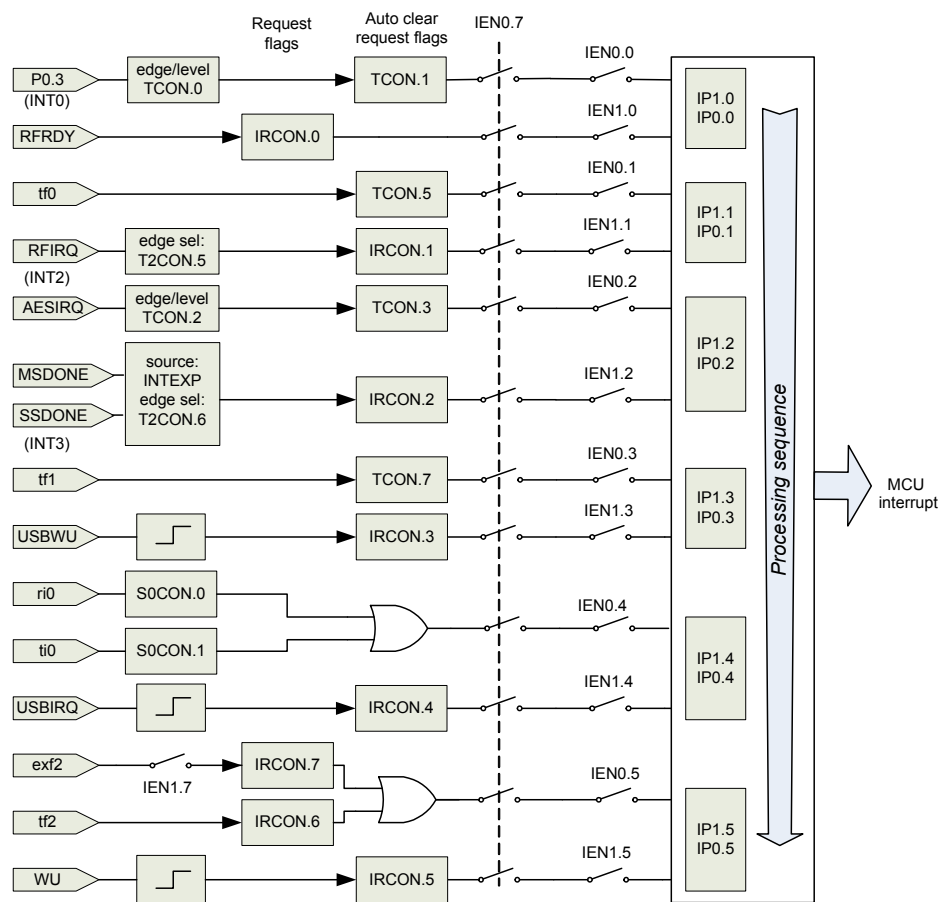 Request
flags
Auto clear
request flags
IEN0.7
P0.3
(INT0)
edge/level
TCON.0
TCON.1
IEN0.0
IP1.0
IP0.0
RFRDY
IRCON.0
IEN1.0
tf0
TCON.5
IEN0.1
IP1.1
IP0.1
RFIRQ
(INT2)
edge sel:
T2CON.5
IRCON.1
IEN1.1
AESIRQ
edge/level
TCON.2
TCON.3
IEN0.2
IP1.2
IP0.2
MSDONE
SSDONE
(INT3)
source:
INTEXP
edge sel:
T2CON.6
IRCON.2
IEN1.2
tf1
TCON.7
IEN0.3
IP1.3
IP0.3
USBWU
IRCON.3
IEN1.3
ri0
S0CON.0
IEN0.4
ti0
S0CON.1
IP1.4
IP0.4
USBIRQ
IRCON.4
IEN1.4
exf2
IEN1.7
IRCON.7
IEN0.5
tf2
IRCON.6
IP1.5
IP0.5
WU
IRCON.5
IEN1.5
Processing sequence
MCU
interrupt